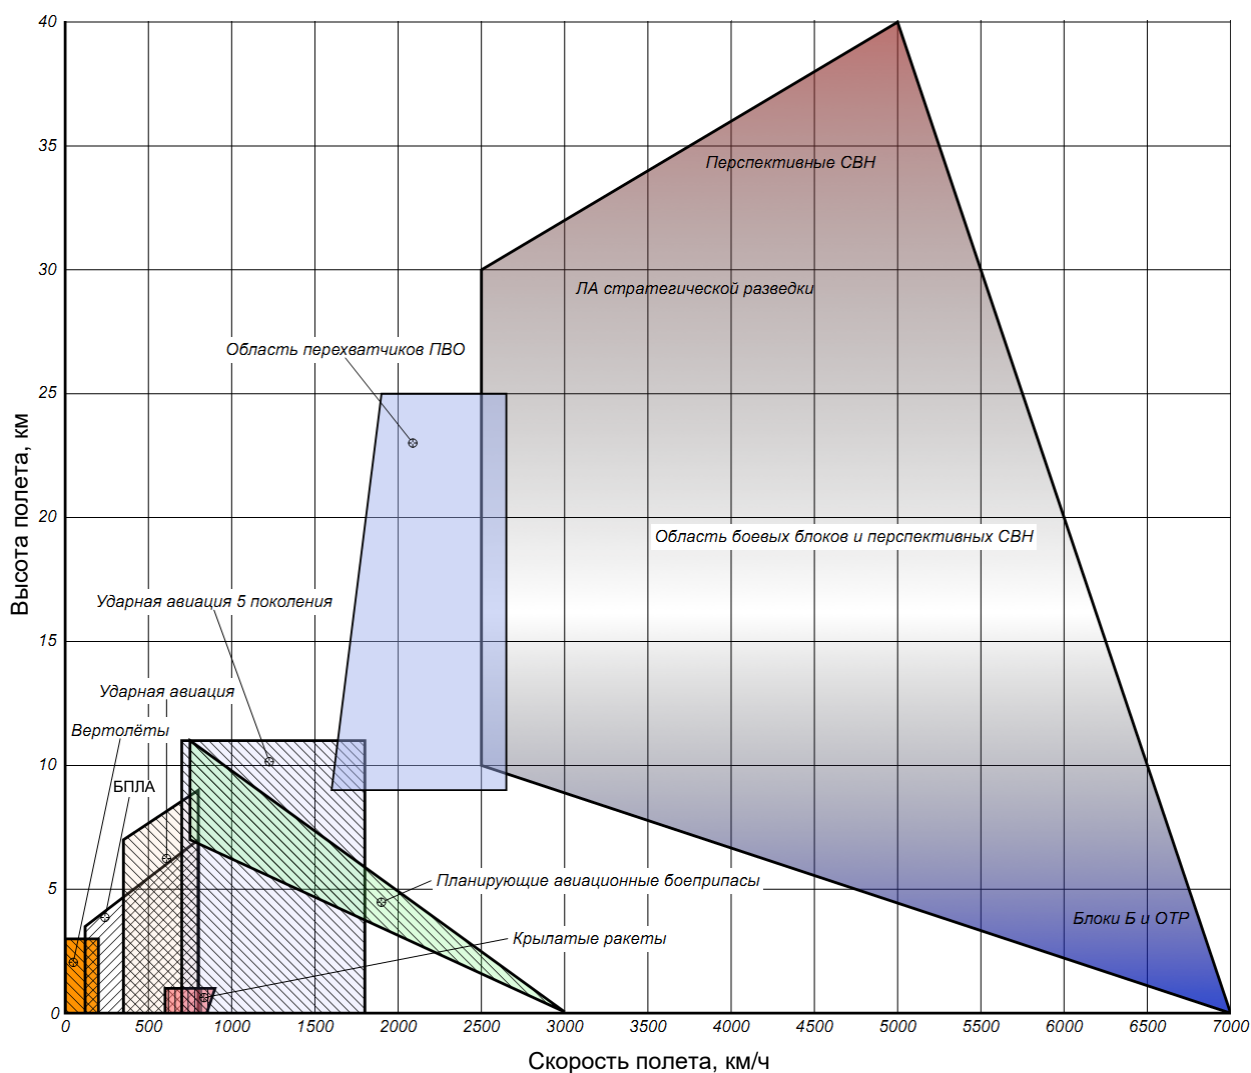 40
35
Перспективные СВН
30
ЛА стратегической разведки
Область перехватчиков ПВО
25
Высота полета, км
20
Область боевых блоков и перспективных СВН
Ударная авиация 5 поколения
15
Ударная авиация
Вертолёты
10
БПЛА
5
Планирующие авиационные боеприпасы
Блоки Б и ОТР
Крылатые ракеты
0
0 500 1000 1500 2000 2500 3000 3500 4000 4500 5000 5500 6000 6500 7000
Скорость полета, км/ч